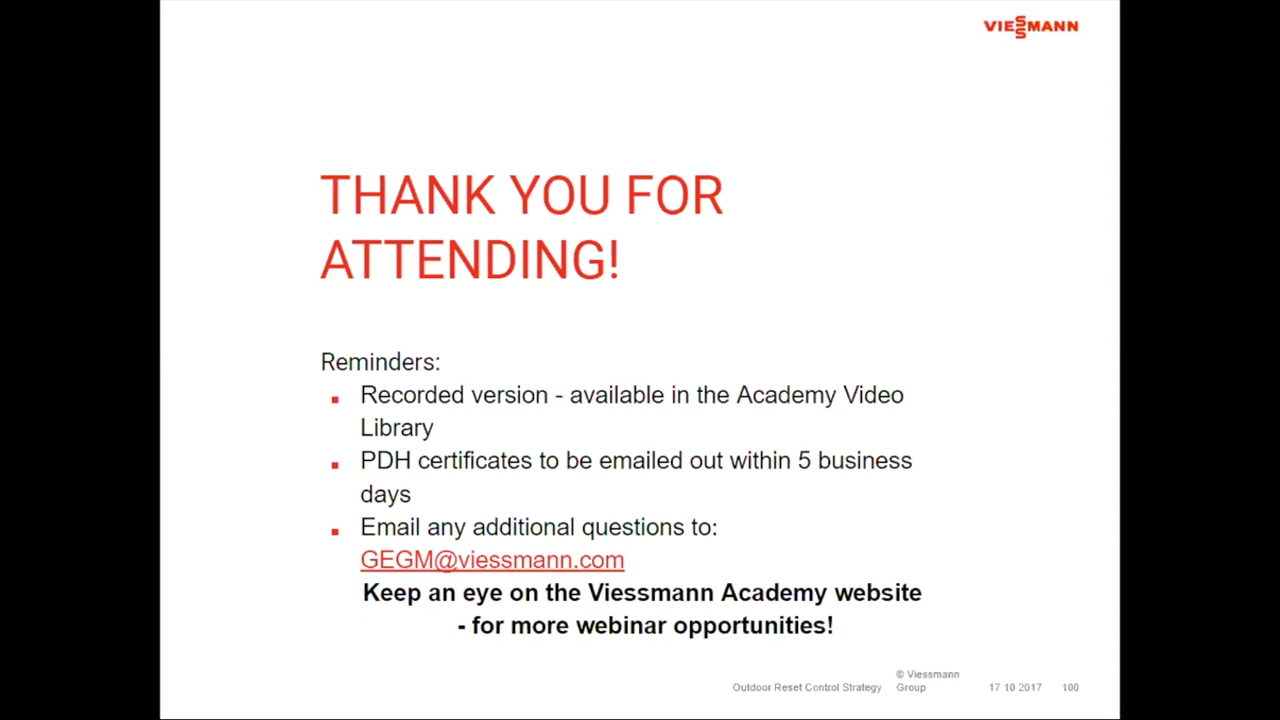 VIESSMANN
THANK YOU FOR
ATTENDING!
Reminders:
Recorded version - available in the Academy Video
Library
PDH certificates to be emailed out within 5 business
days
Email any additional questions to:
GEGM@viessmann.com
Keep an eye on the Viessmann Academy website
- for more webinar opportunities!
Outdoor Reset Control Strategy
© Viessmann
Group
17 10 2017
100